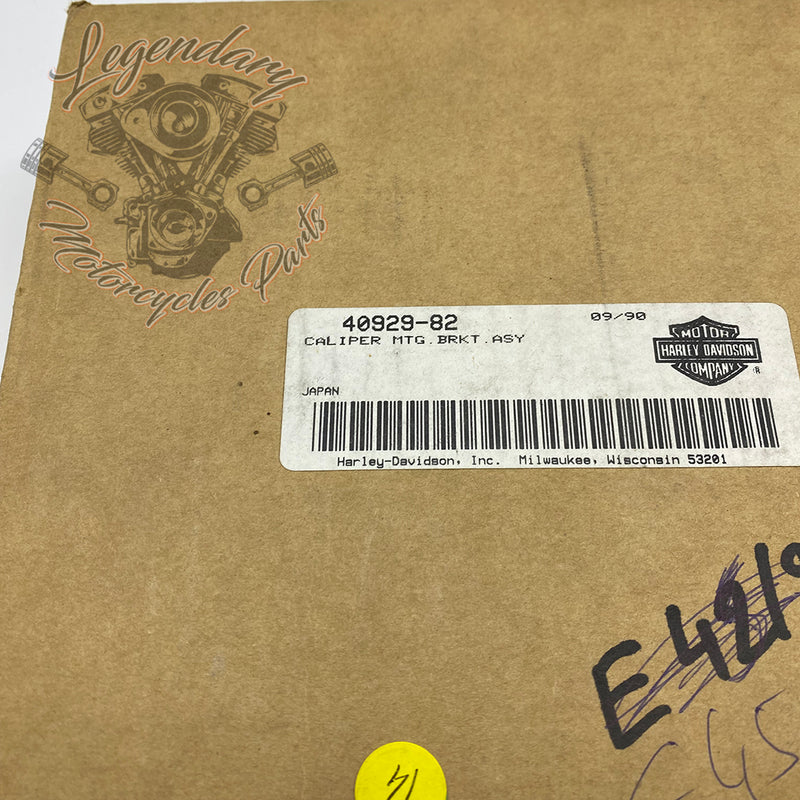 Legendary
Motorcycles Parts
40929-82 09/90
CALIPER MTG.BRKT.ASY
MOTOR
HARLEY-DAVIDSON
COMPANY
®
JAPAN
Harley-Davidson, Inc. Milwaukee, Wisconsin 53201
E 421